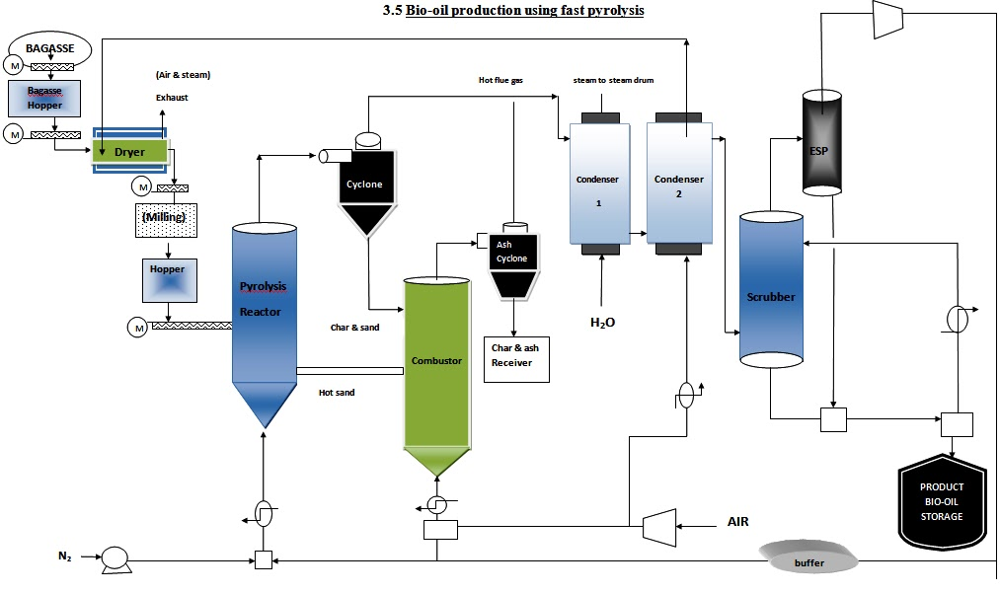 3.5 Bio-oil production using fast pyrolysis
BAGASSE
M
Bagasse
Hopper
M
(Air & steam)
Exhaust
Dryer
M
(Milling)
Hopper
M
Pyrolysis
Reactor
Cyclone
Char & sand
Hot sand
Combustor
Hot flue gas
Ash
Cyclone
Char & ash
Receiver
steam to steam drum
Condenser
1
Condenser
2
H₂O
ESP
Scrubber
PRODUCT
BIO-OIL
STORAGE
AIR
N₂
buffer